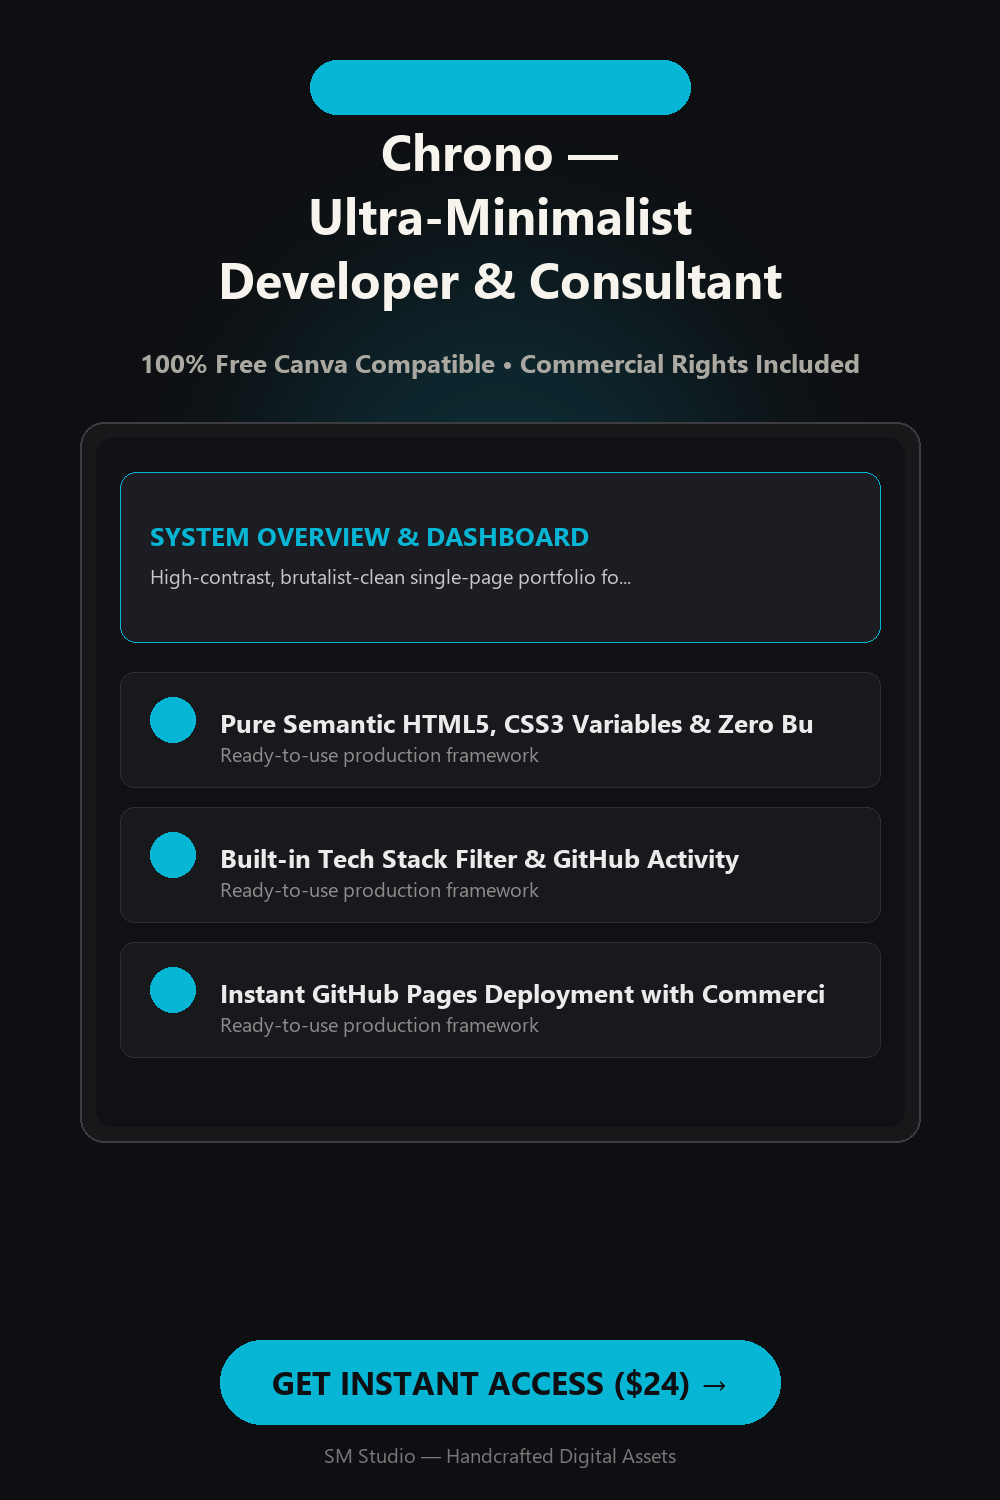 Chrono —
Ultra-Minimalist
Developer & Consultant
100% Free Canva Compatible • Commercial Rights Included
SYSTEM OVERVIEW & DASHBOARD
High-contrast, brutalist-clean single-page portfolio fo...
Pure Semantic HTML5, CSS3 Variables & Zero Bu
Ready-to-use production framework
Built-in Tech Stack Filter & GitHub Activity
Ready-to-use production framework
Instant GitHub Pages Deployment with Commerci
Ready-to-use production framework
GET INSTANT ACCESS ($24) →
SM Studio — Handcrafted Digital Assets